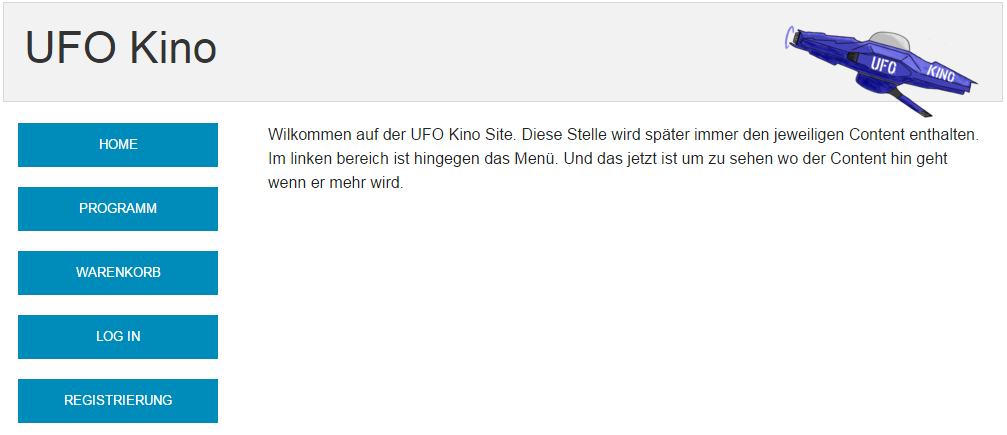 UFO Kino
UFO KINO
HOME
PROGRAMM
WARENKORB
LOG IN
REGISTRIERUNG
Wilkommen auf der UFO Kino Site. Diese Stelle wird später immer den jeweiligen Content enthalten.
Im linken bereich ist hingegen das Menü. Und das jetzt ist um zu sehen wo der Content hin geht
wenn er mehr wird.